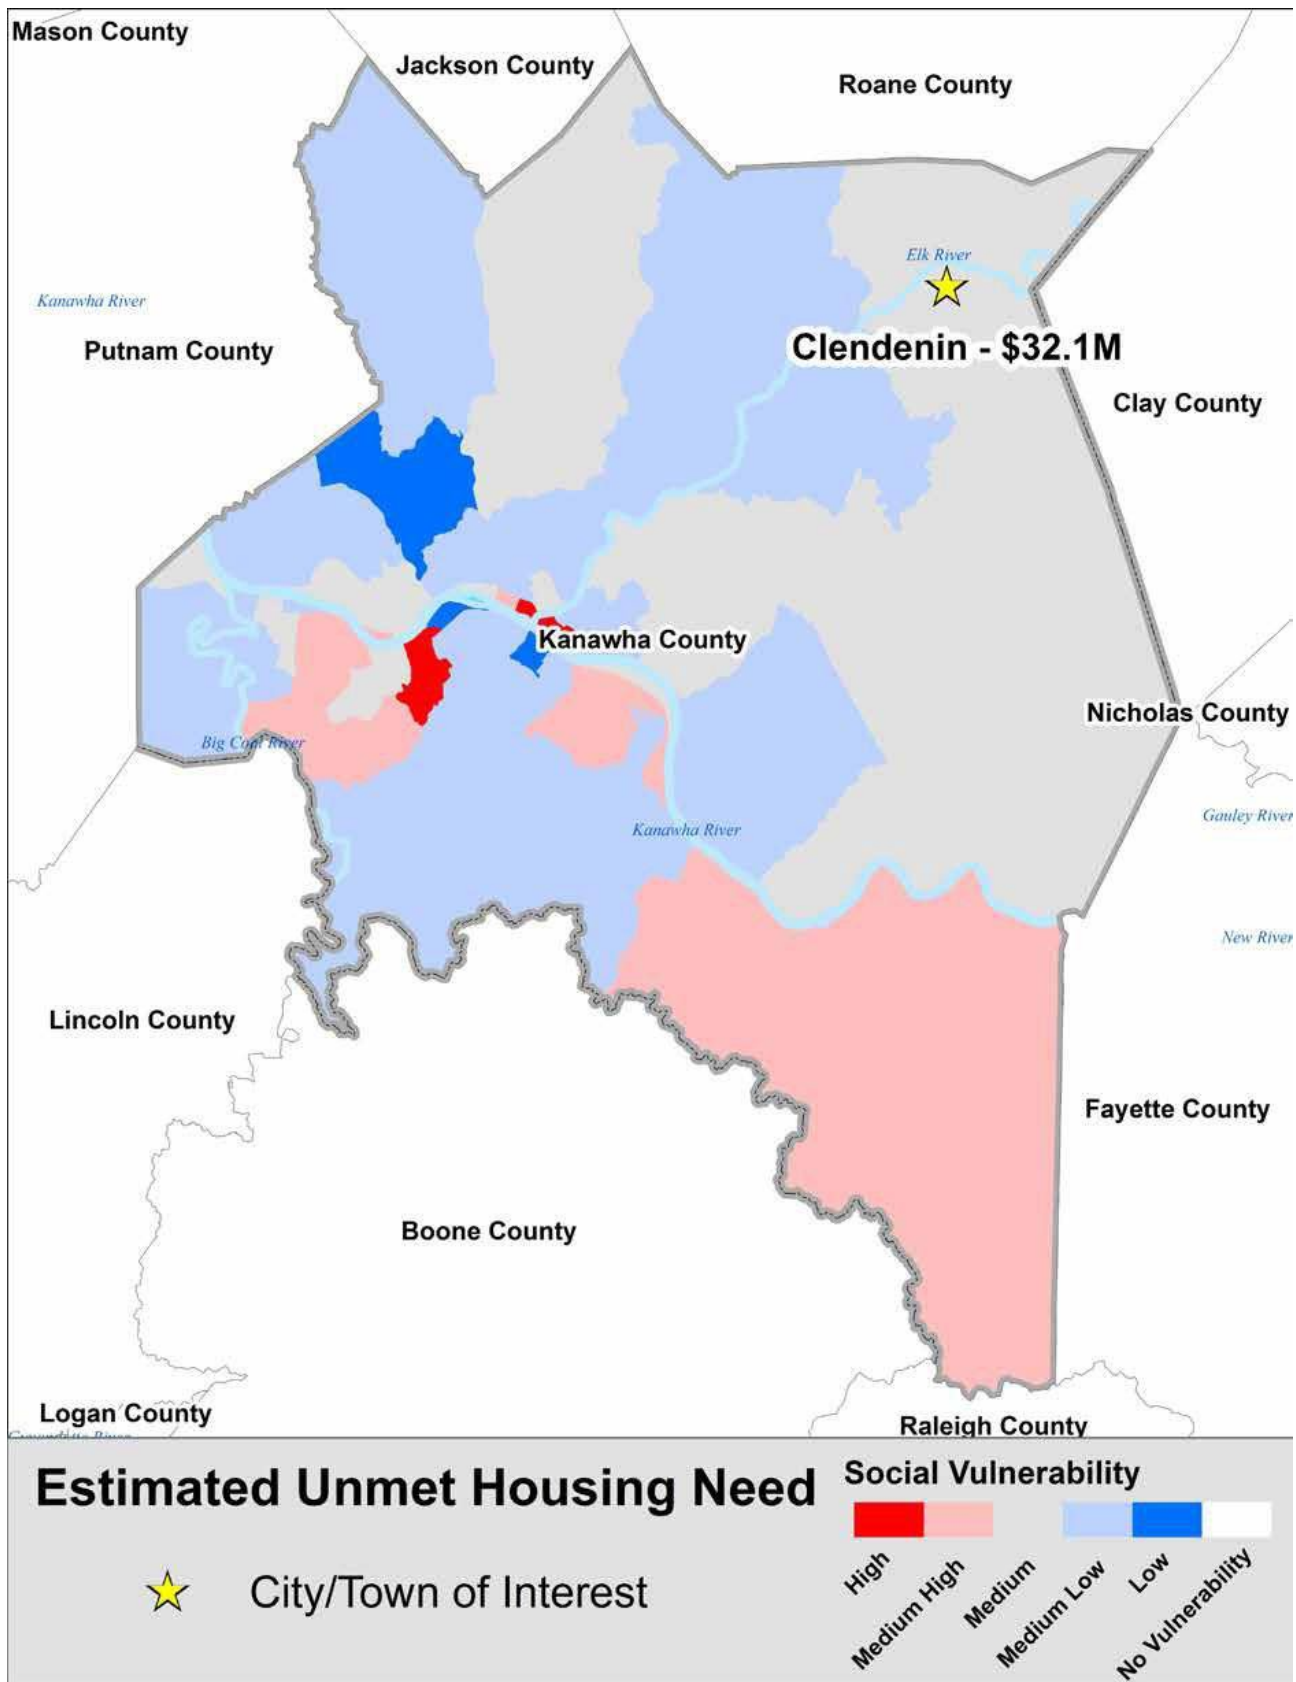 Mason County
Jackson County
Roane County
Elk River
Kanawha River
Putnam County
Clendenin - $32.1M
Clay County
Kanawha County
Nicholas County
Big Coal River
Gauley River
Kanawha River
New River
Lincoln County
Fayette County
Boone County
Logan County
Raleigh County
Estimated Unmet Housing Need
City/Town of Interest
Social Vulnerability
High
Medium High
Medium
Medium Low
Low
No Vulnerability